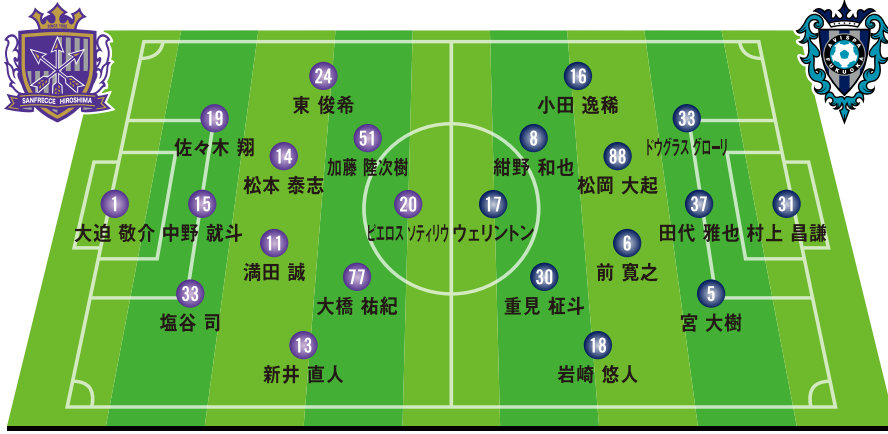 SANFRECCE HIROSHIMA
AVISPA
FUKUOKA
24
東 俊希
19
佐々木 翔
51
加藤 陸次樹
14
松本 泰志
1
大迫 敬介
15
中野 就斗
20
ピエロス ソティリウ
11
満田 誠
77
大橋 祐紀
33
塩谷 司
13
新井 直人
16
小田 逸稀
33
ドウグラス グローリ
8
紺野 和也
88
松岡 大起
17
ウェリントン
37
田代 雅也
31
村上 昌謙
6
前 寛之
30
重見 柾斗
5
宮 大樹
18
岩崎 悠人